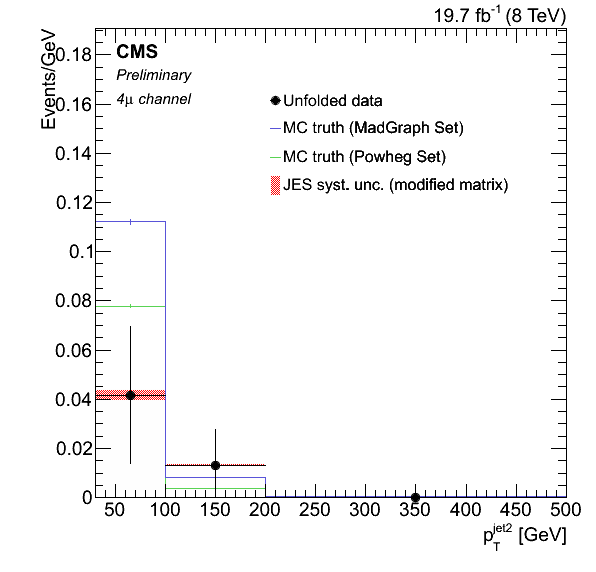 19.7 fb⁻¹ (8 TeV)
Events/GeV
CMS
Preliminary
4μ channel
Unfolded data
MC truth (MadGraph Set)
MC truth (Powheg Set)
JES syst. unc. (modified matrix)
0.18
0.16
0.14
0.12
0.1
0.08
0.06
0.04
0.02
0
50 100 150 200 250 300 350 400 450 500
p_T^jet2 [GeV]